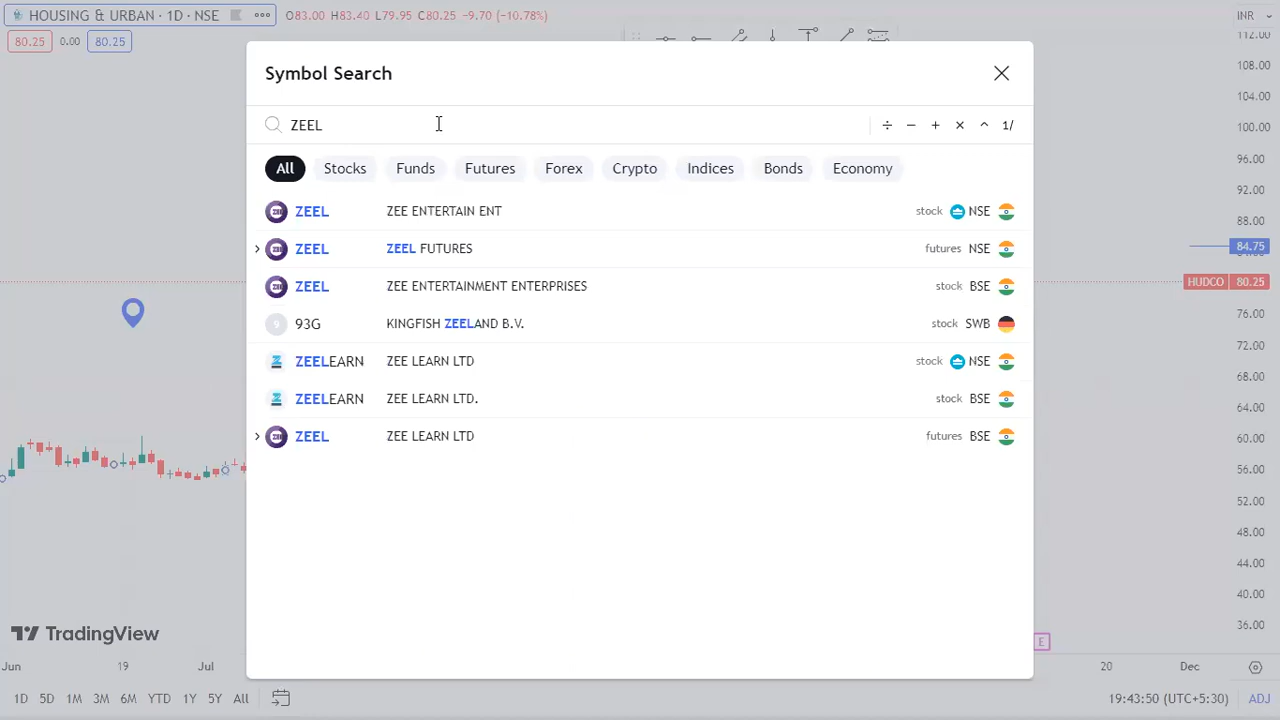 HOUSING & URBAN · 1D · NSE O83.00 H83.40 L79.95 C80.25 −9.70 (−10.78%) INR
80.25 0.00 80.25
Symbol Search
ZEEL
÷ − + × ^ 1/
All Stocks Funds Futures Forex Crypto Indices Bonds Economy
ZEEL ZEE ENTERTAIN ENT stock NSE
ZEEL ZEEL FUTURES futures NSE
ZEEL ZEE ENTERTAINMENT ENTERPRISES stock BSE
93G KINGFISH ZEELAND B.V. stock SWB
ZEELEARN ZEE LEARN LTD stock NSE
ZEELEARN ZEE LEARN LTD. stock BSE
ZEEL ZEE LEARN LTD futures BSE
112.00
108.00
104.00
100.00
96.00
92.00
88.00
84.75
HUDCO 80.25
76.00
72.00
68.00
64.00
60.00
56.00
52.00
48.00
44.00
40.00
36.00
TradingView
E
Jun 19 Jul 20 Dec
1D 5D 1M 3M 6M YTD 1Y 5Y All 19:43:50 (UTC+5:30) ADJ